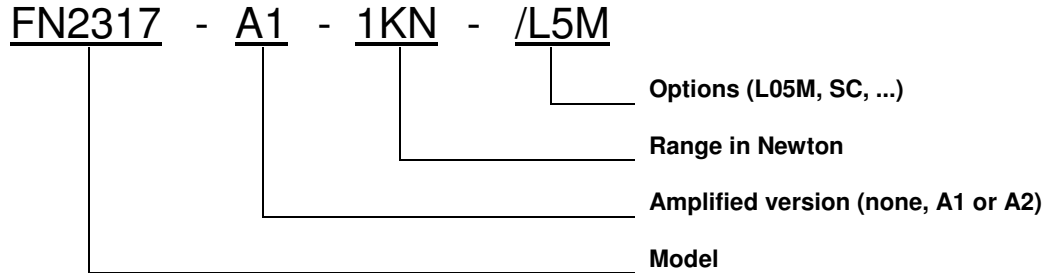 FN2317 - A1 - 1KN - /L5M
Options (L05M, SC, ...)
Range in Newton
Amplified version (none, A1 or A2)
Model